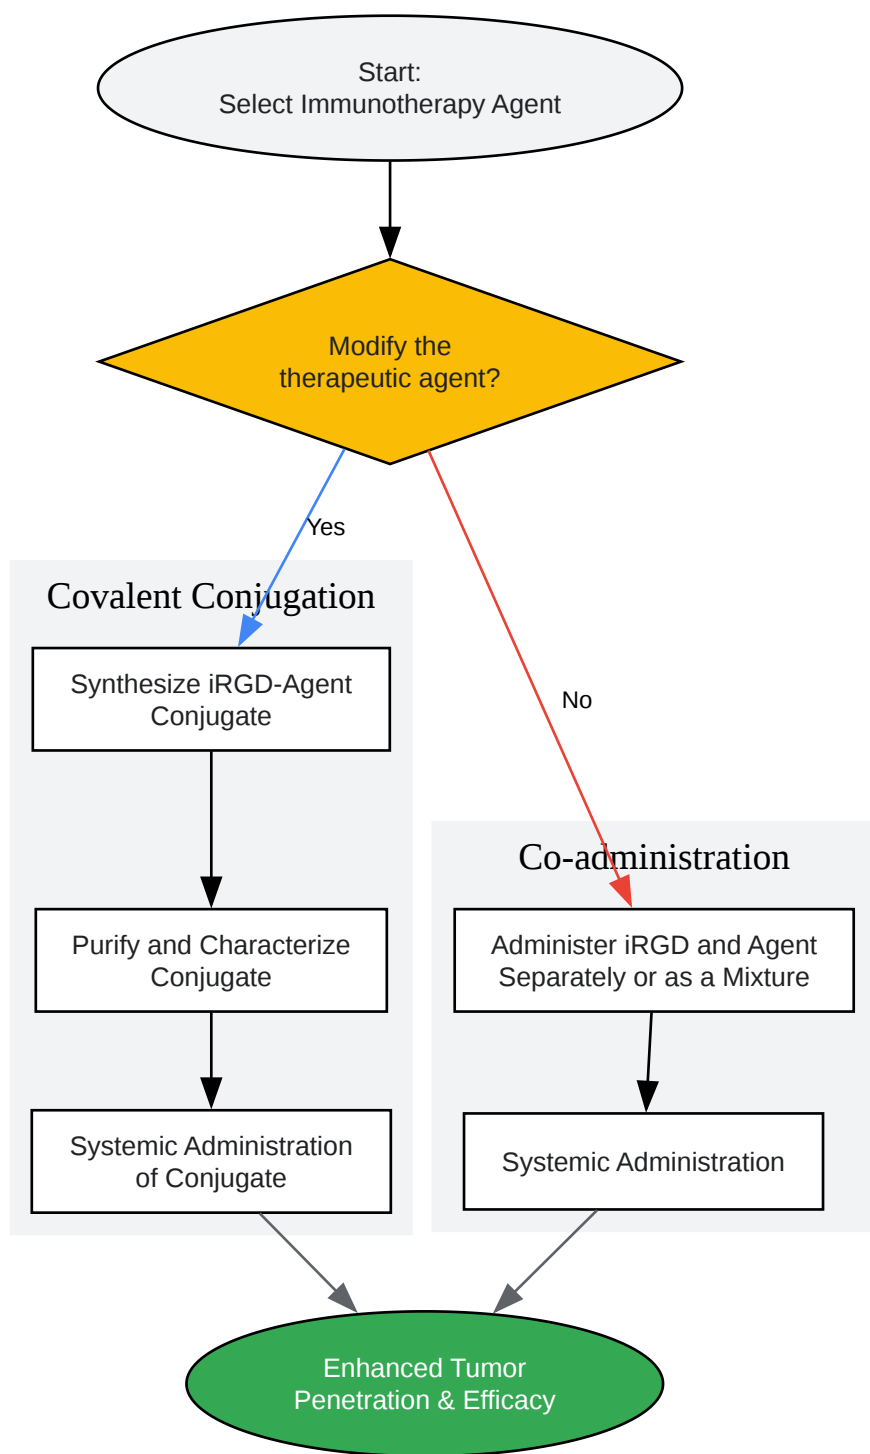 Start:
Select Immunotherapy Agent
Modify the
therapeutic agent?
Yes
No
Covalent Conjugation
Synthesize iRGD-Agent
Conjugate
Purify and Characterize
Conjugate
Systemic Administration
of Conjugate
Co-administration
Administer iRGD and Agent
Separately or as a Mixture
Systemic Administration
Enhanced Tumor
Penetration & Efficacy